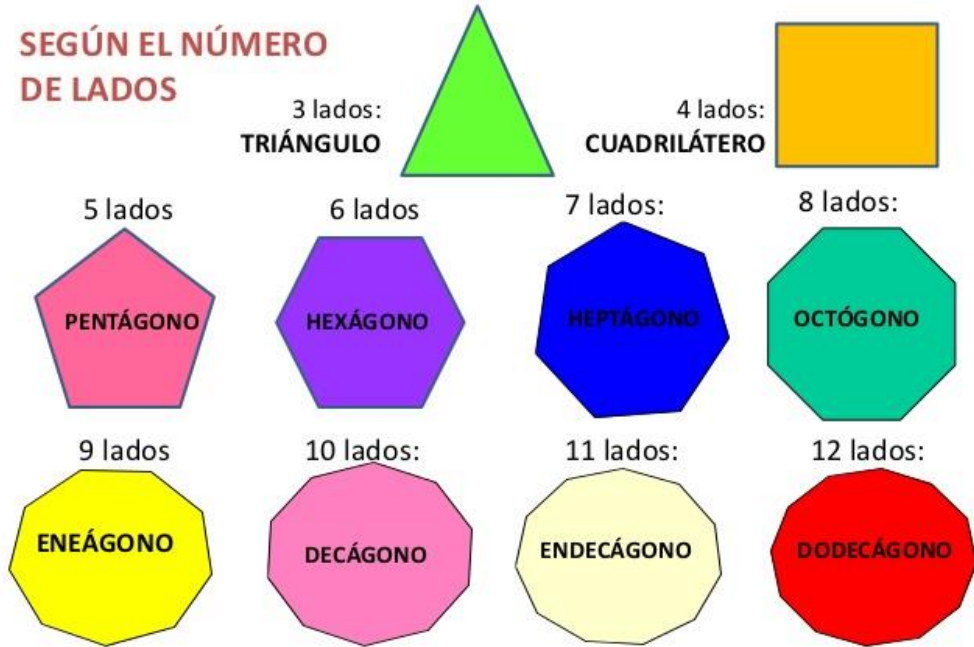 SEGÚN EL NÚMERO
DE LADOS
3 lados:
TRIÁNGULO
4 lados:
CUADRILÁTERO
5 lados
PENTÁGONO
6 lados
HEXÁGONO
7 lados:
HEPTÁGONO
8 lados:
OCTÓGONO
9 lados
ENEÁGONO
10 lados:
DECÁGONO
11 lados:
ENDECÁGONO
12 lados:
DODECÁGONO